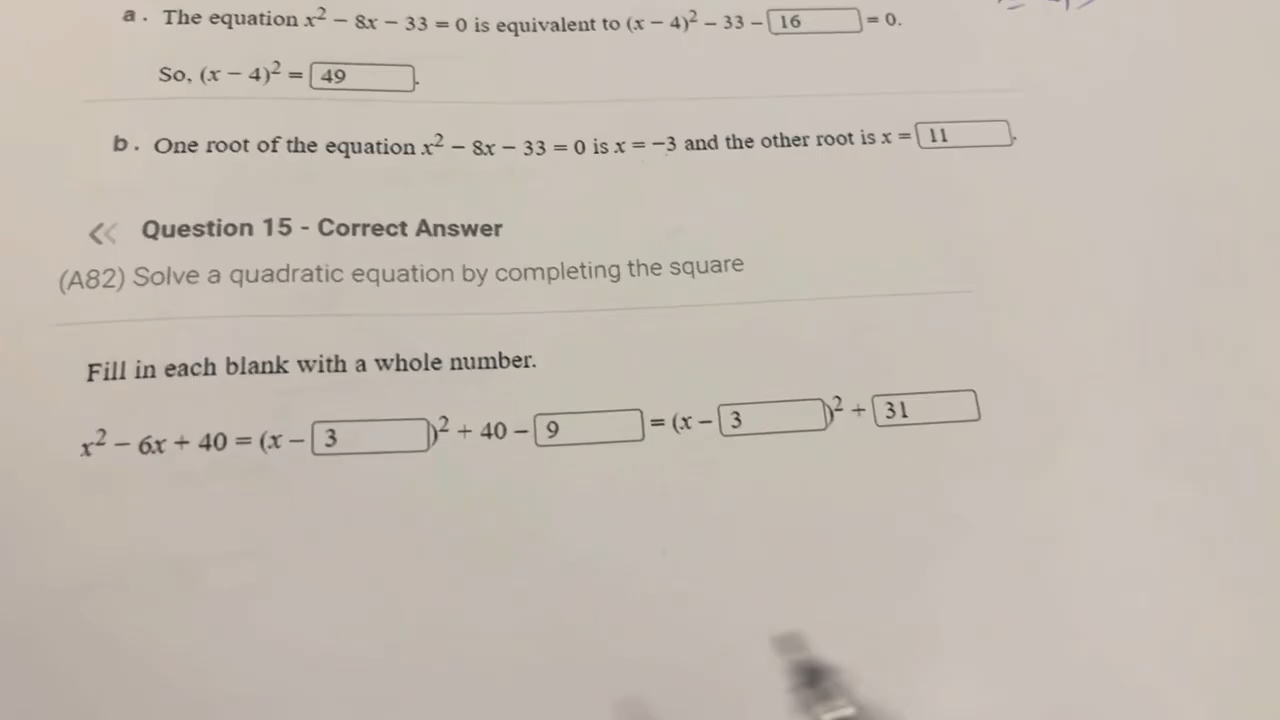 a. The equation x² − 8x − 33 = 0 is equivalent to (x − 4)² − 33 − 16 = 0.
So, (x − 4)² = 49.
b. One root of the equation x² − 8x − 33 = 0 is x = −3 and the other root is x = 11.
Question 15 - Correct Answer
(A82) Solve a quadratic equation by completing the square
Fill in each blank with a whole number.
x² − 6x + 40 = (x − 3)² + 40 − 9 = (x − 3)² + 31